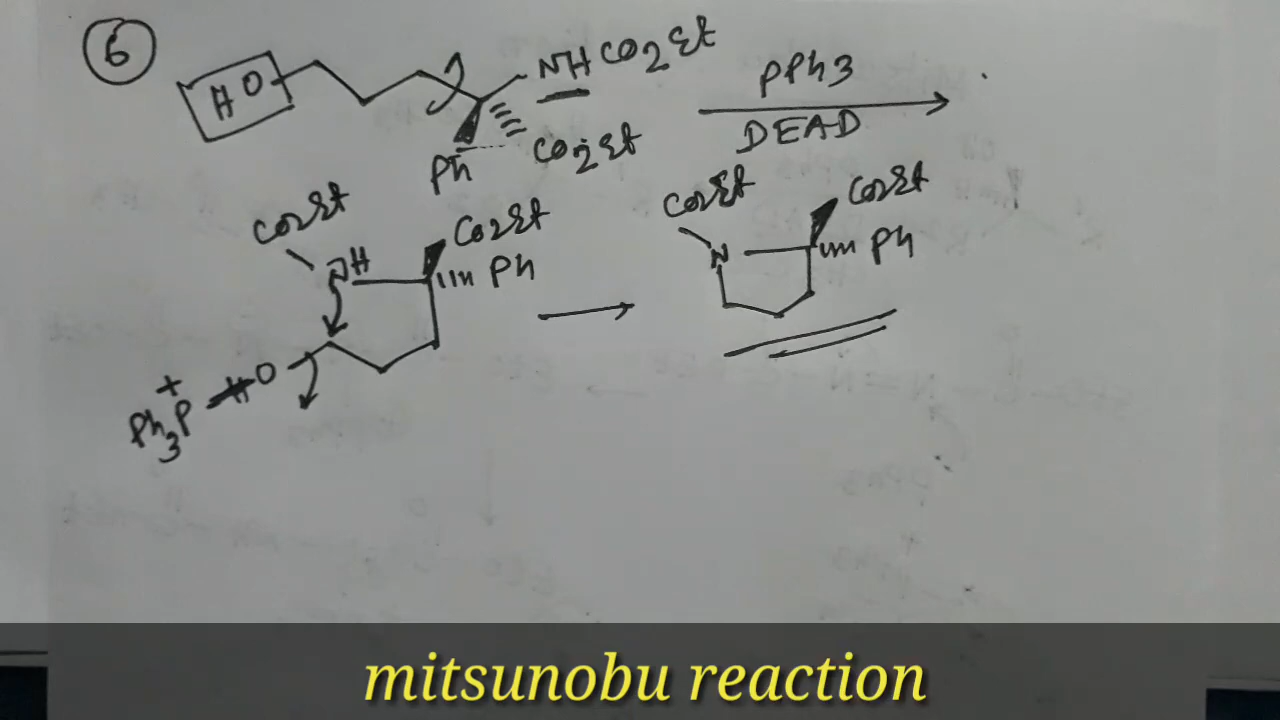 6
HO
NHCO2Et
PPh3
DEAD
Ph
CO2Et
CO2Et
CO2Et
NH
Ph
Ph3P
+
O
CO2Et
CO2Et
N
Ph
mitsunobu reaction